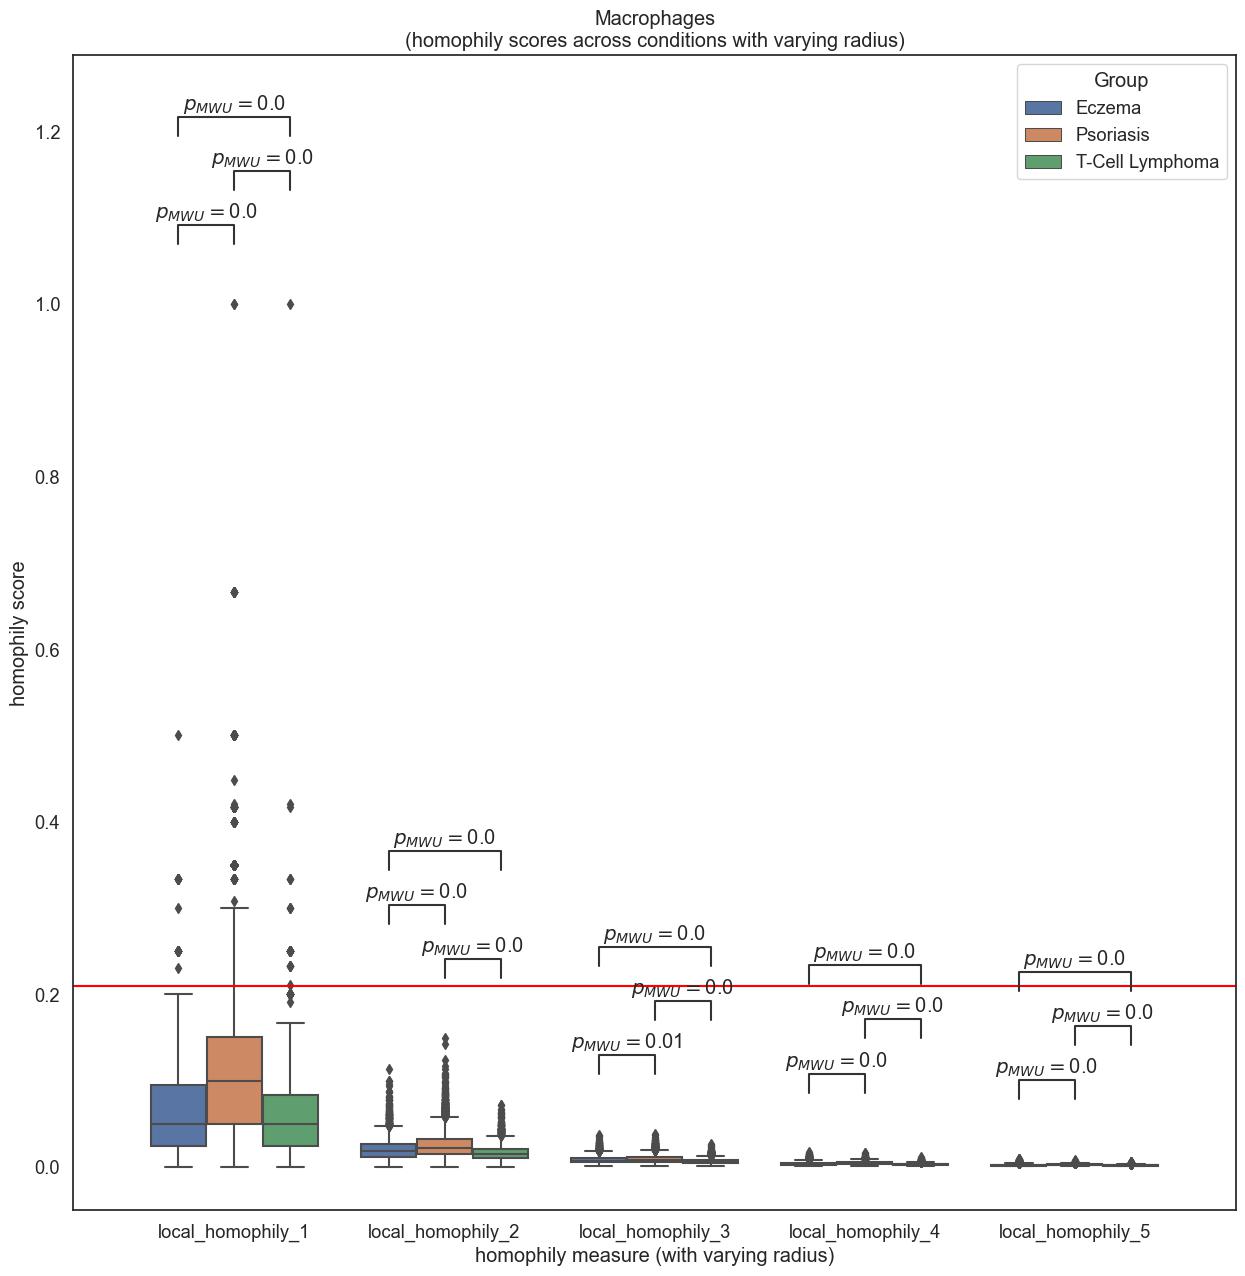 Macrophages
(homophily scores across conditions with varying radius)
Group
Eczema
Psoriasis
T-Cell Lymphoma
homophily score
1.2
1.0
0.8
0.6
0.4
0.2
0.0
p_MWU = 0.0
p_MWU = 0.0
p_MWU = 0.0
p_MWU = 0.0
p_MWU = 0.0
p_MWU = 0.0
p_MWU = 0.0
p_MWU = 0.0
p_MWU = 0.01
p_MWU = 0.0
p_MWU = 0.0
p_MWU = 0.0
p_MWU = 0.0
p_MWU = 0.0
p_MWU = 0.0
local_homophily_1
local_homophily_2
local_homophily_3
local_homophily_4
local_homophily_5
homophily measure (with varying radius)